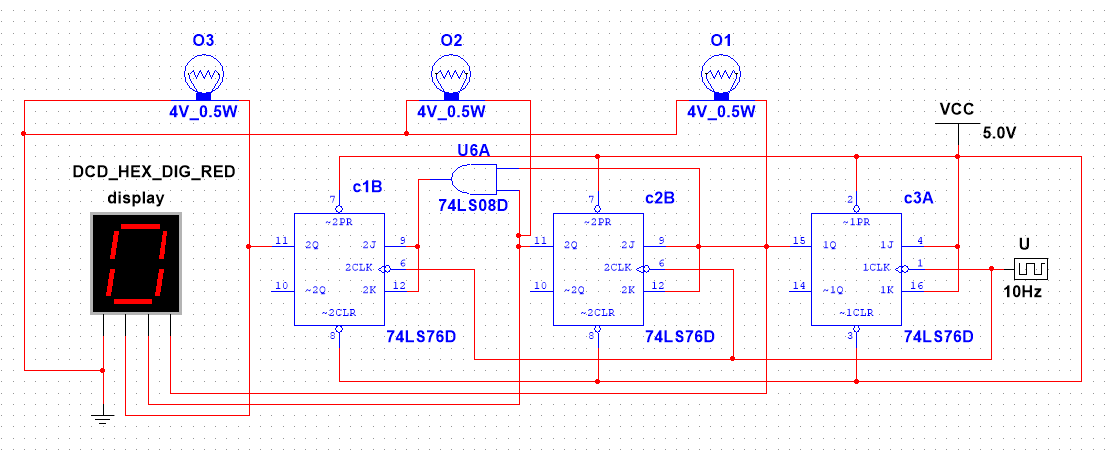 O3 O2 O1
4V_0.5W 4V_0.5W 4V_0.5W
VCC
5.0V
U6A
74LS08D
DCD_HEX_DIG_RED
display
0
c1B c2B c3A
7 7 2
~2PR ~2PR ~1PR
11 2Q 2J 9 11 2Q 2J 9 15 1Q 1J 4
2CLK 6 2CLK 6 1CLK 1
10 ~2Q 2K 12 10 ~2Q 2K 12 14 ~1Q 1K 16
~2CLR ~2CLR ~1CLR
8 8 3
74LS76D 74LS76D 74LS76D
U
10Hz